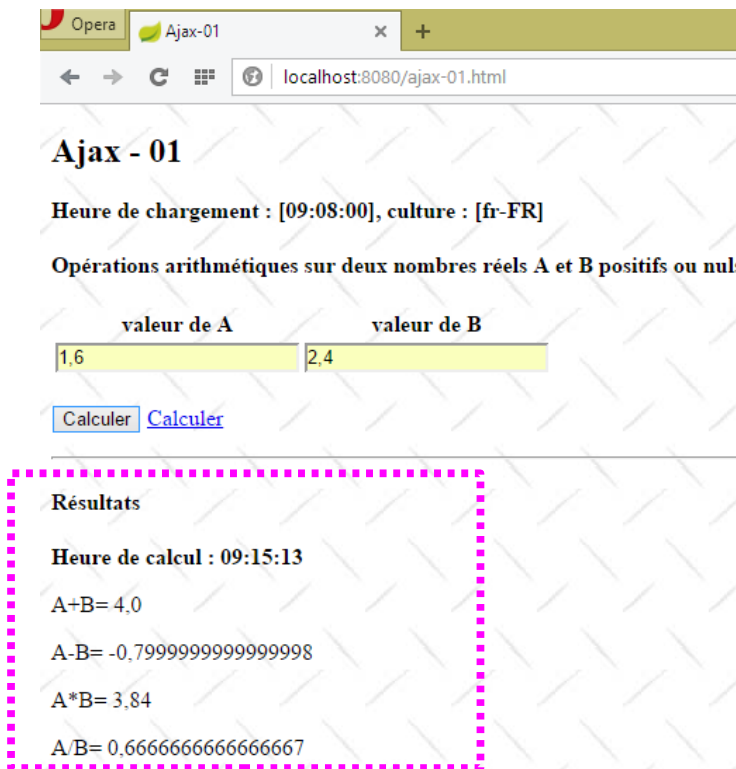 Opera
Ajax-01
localhost:8080/ajax-01.html
Ajax - 01
Heure de chargement : [09:08:00], culture : [fr-FR]
Opérations arithmétiques sur deux nombres réels A et B positifs ou nuls
valeur de A valeur de B
1,6 2,4
Calculer Calculer
Résultats
Heure de calcul : 09:15:13
A+B= 4,0
A-B= -0,7999999999999998
A*B= 3,84
A/B= 0,6666666666666667